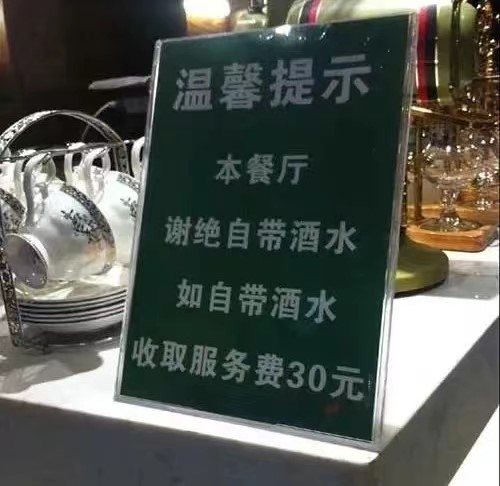 温馨提示
本餐厅
谢绝自带酒水
如自带酒水
收取服务费30元